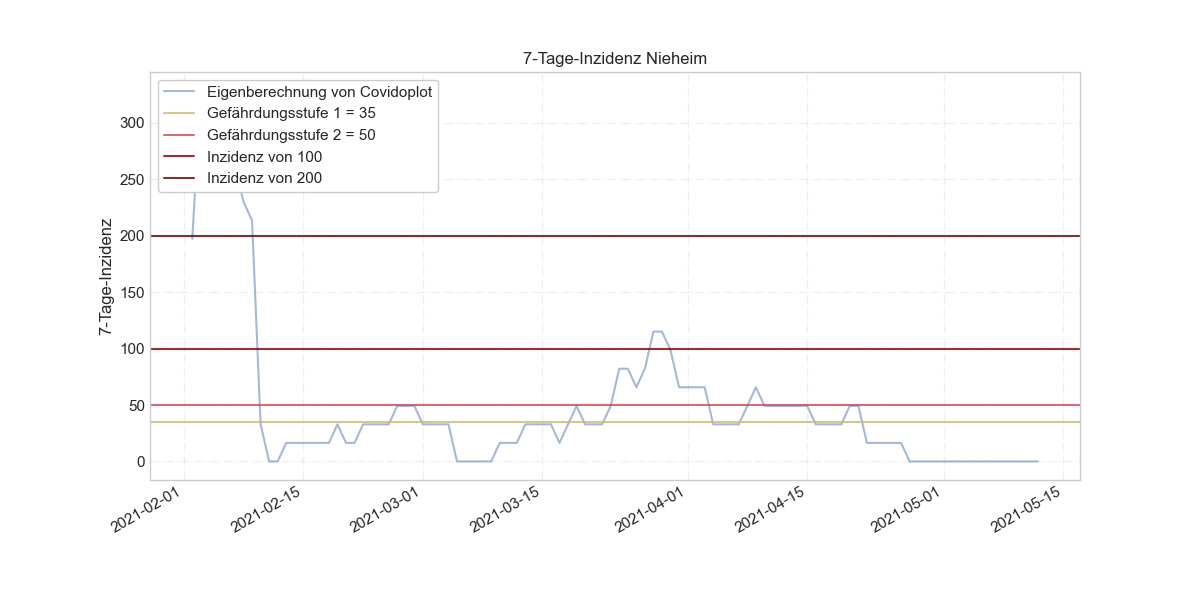 7-Tage-Inzidenz Nieheim
Eigenberechnung von Covidoplot
Gefährdungsstufe 1 = 35
Gefährdungsstufe 2 = 50
Inzidenz von 100
Inzidenz von 200
7-Tage-Inzidenz
300
250
200
150
100
50
0
2021-02-01
2021-02-15
2021-03-01
2021-03-15
2021-04-01
2021-04-15
2021-05-01
2021-05-15